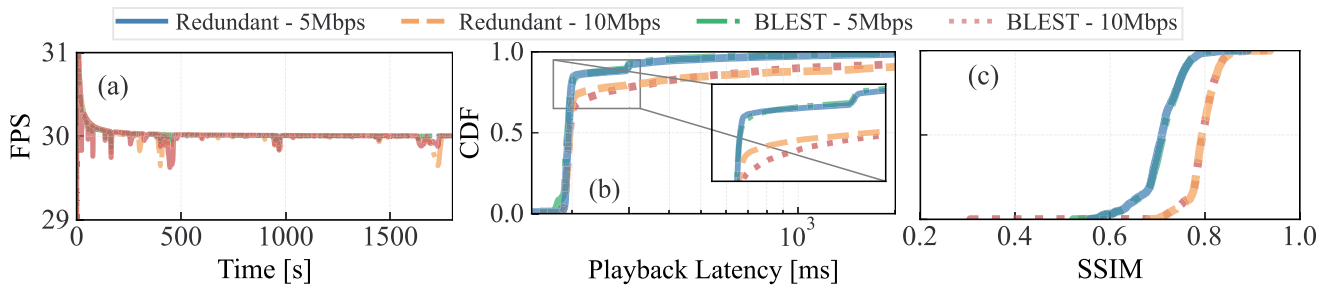 Redundant - 5Mbps Redundant - 10Mbps BLEST - 5Mbps BLEST - 10Mbps
31
30
29
FPS
(a)
0 500 1000 1500
Time [s]
1.0
0.5
0.0
CDF
(b)
10³
Playback Latency [ms]
(c)
0.2 0.4 0.6 0.8 1.0
SSIM